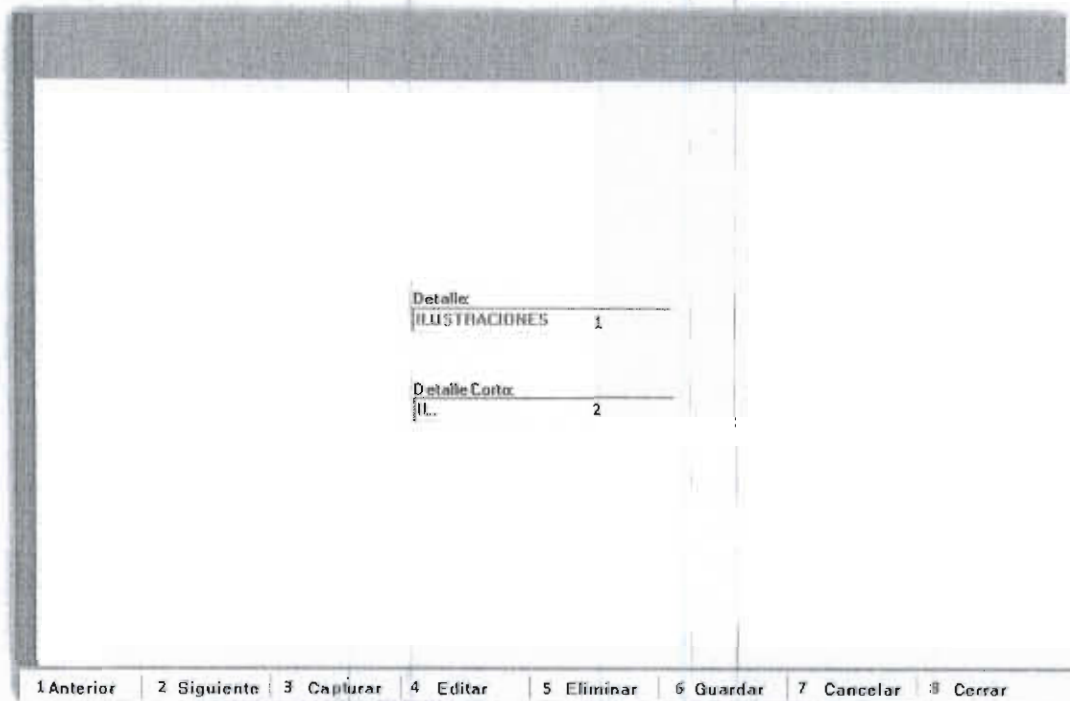 Detalle:
ILUSTRACIONES 1
Detalle Corto:
IL.. 2
1 Anterior 2 Siguiente 3 Capturar 4 Editar 5 Eliminar 6 Guardar 7 Cancelar 8 Cerrar